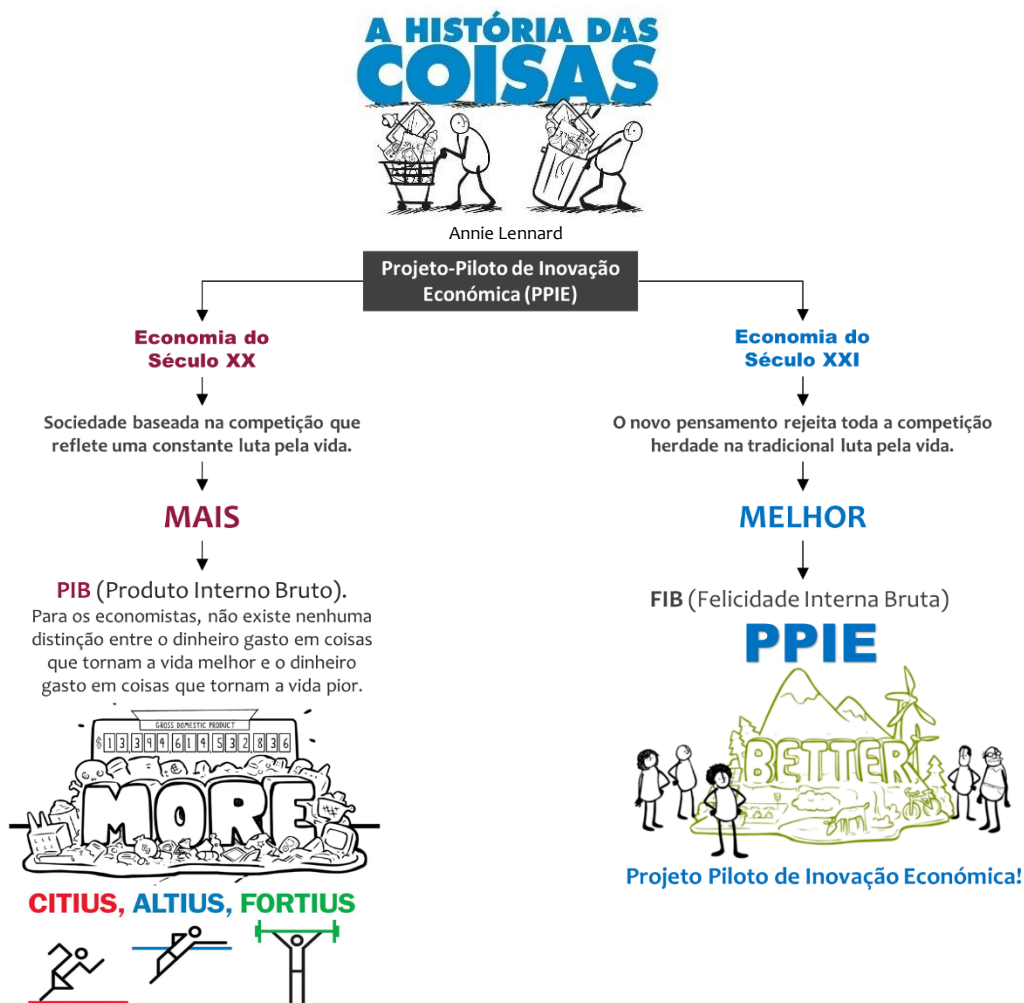 A HISTÓRIA DAS
COISAS
Annie Lennard
Projeto-Piloto de Inovação
Económica (PPIE)
Economia do
Século XX
Sociedade baseada na competição que
reflete uma constante luta pela vida.
MAIS
PIB (Produto Interno Bruto).
Para os economistas, não existe nenhuma
distinção entre o dinheiro gasto em coisas
que tornam a vida melhor e o dinheiro
gasto em coisas que tornam a vida pior.
GROSS DOMESTIC PRODUCT
$13394614532836
MORE
CITIUS, ALTIUS, FORTIUS
Economia do
Século XXI
O novo pensamento rejeita toda a competição
herdade na tradicional luta pela vida.
MELHOR
FIB (Felicidade Interna Bruta)
PPIE
BETTER
Projeto Piloto de Inovação Económica!